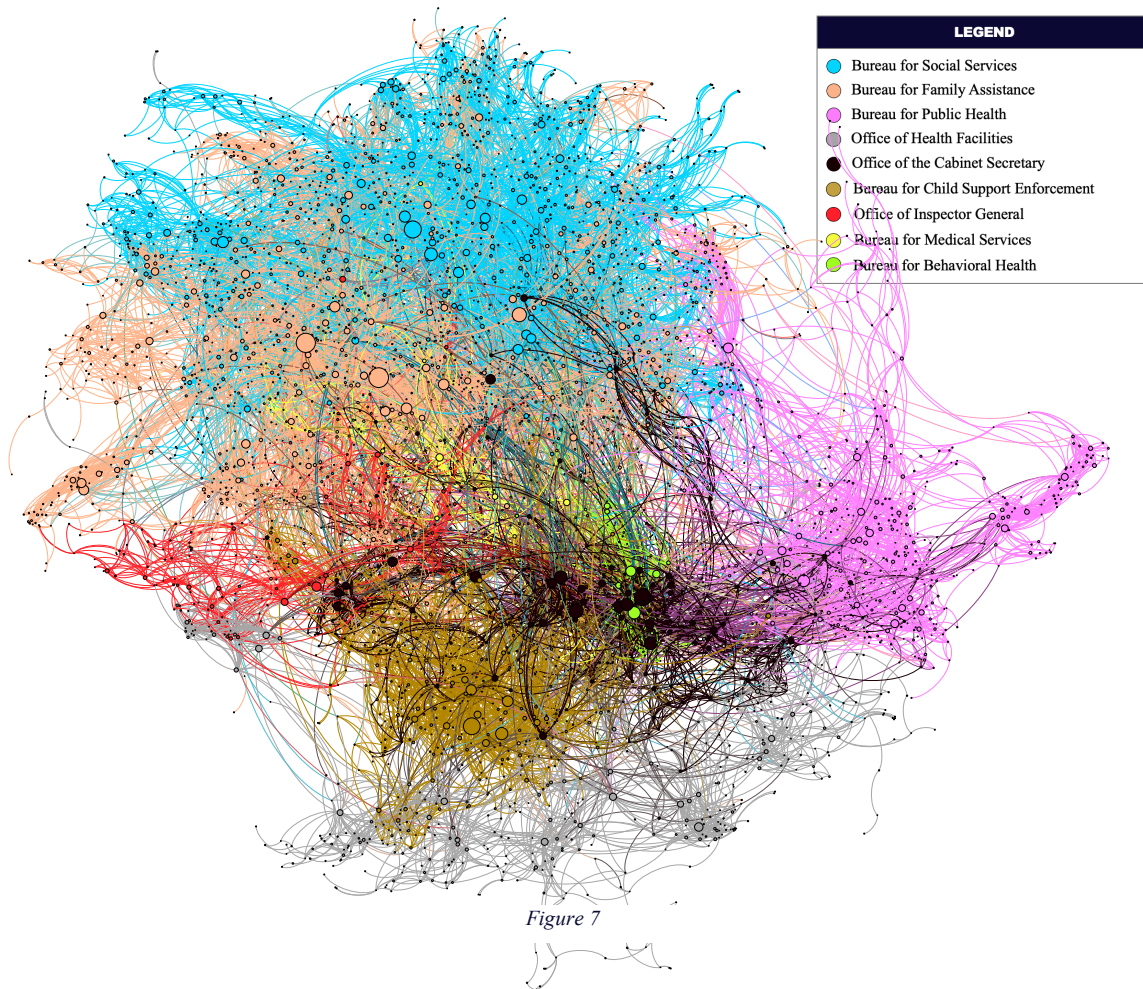 LEGEND
Bureau for Social Services
Bureau for Family Assistance
Bureau for Public Health
Office of Health Facilities
Office of the Cabinet Secretary
Bureau for Child Support Enforcement
Office of Inspector General
Bureau for Medical Services
Bureau for Behavioral Health
Figure 7